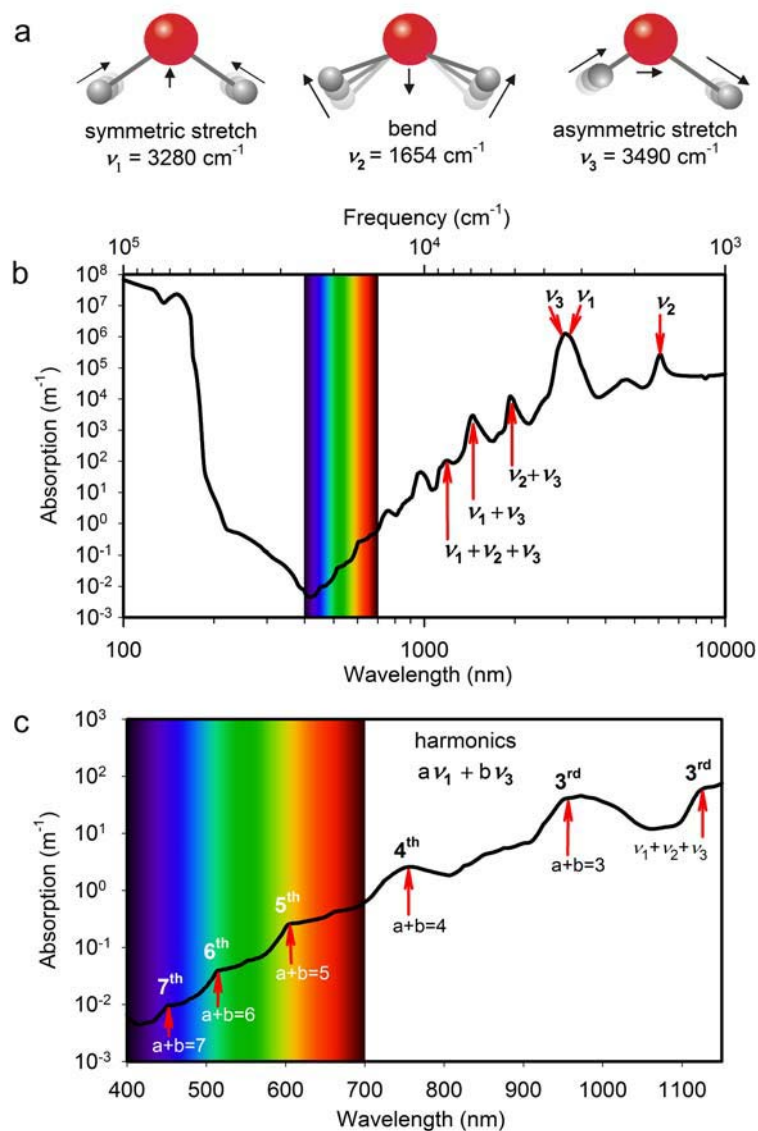 a
symmetric stretch
ν₁ = 3280 cm⁻¹
bend
ν₂ = 1654 cm⁻¹
asymmetric stretch
ν₃ = 3490 cm⁻¹
Frequency (cm⁻¹)
10⁵ 10⁴ 10³
b
Absorption (m⁻¹)
10⁸
10⁷
10⁶
10⁵
10⁴
10³
10²
10¹
10⁰
10⁻¹
10⁻²
10⁻³
ν₃ ν₁
ν₂
ν₂+ν₃
ν₁+ν₃
ν₁+ν₂+ν₃
100 1000 10000
Wavelength (nm)
c
Absorption (m⁻¹)
10³
10²
10¹
10⁰
10⁻¹
10⁻²
10⁻³
harmonics
aν₁ + bν₃
7ᵗʰ
a+b=7
6ᵗʰ
a+b=6
5ᵗʰ
a+b=5
4ᵗʰ
a+b=4
3ʳᵈ
a+b=3
3ʳᵈ
ν₁+ν₂+ν₃
400 500 600 700 800 900 1000 1100
Wavelength (nm)